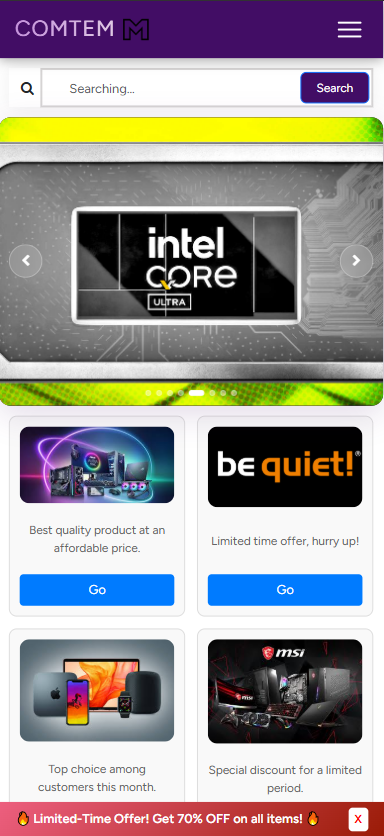 COMTEM M
Searching...
Search
intel
CORE
ULTRA
be quiet!®
Best quality product at an
affordable price.
Limited time offer, hurry up!
Go
Go
msi
Top choice among
customers this month.
Special discount for a limited
period.
🔥 Limited-Time Offer! Get 70% OFF on all items! 🔥
X